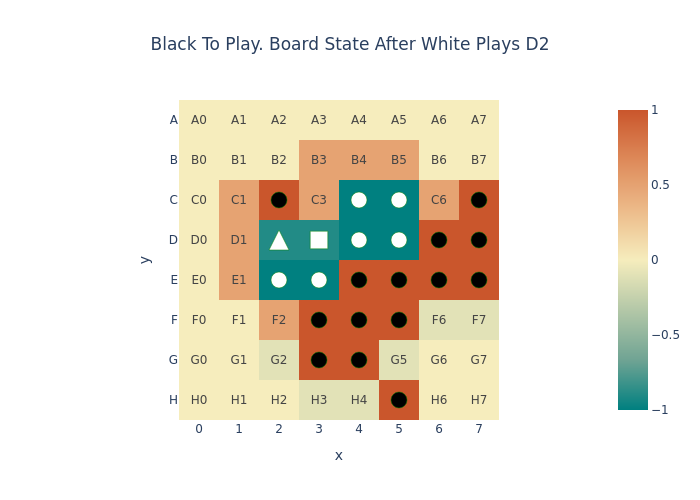 Black To Play. Board State After White Plays D2
A A0 A1 A2 A3 A4 A5 A6 A7
B B0 B1 B2 B3 B4 B5 B6 B7
C C0 C1 C3 C6
D D0 D1
E E0 E1
F F0 F1 F2 F6 F7
G G0 G1 G2 G5 G6 G7
H H0 H1 H2 H3 H4 H6 H7
0 1 2 3 4 5 6 7
x
y
1
0.5
0
−0.5
−1